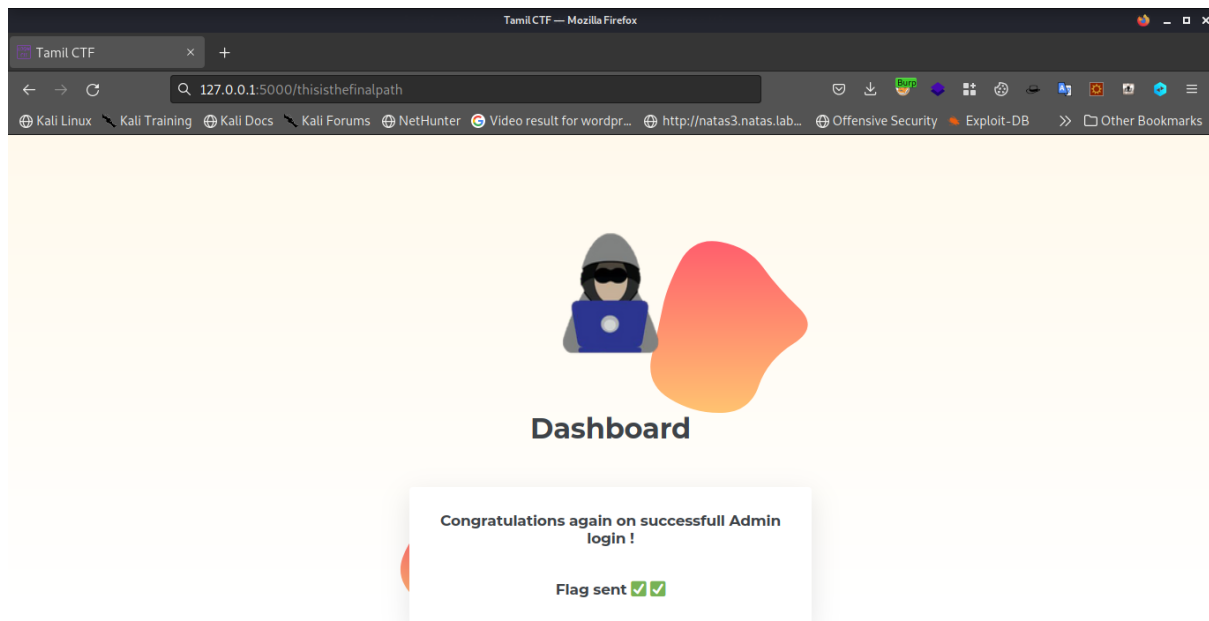 Tamil CTF — Mozilla Firefox
Tamil CTF
127.0.0.1:5000/thisisthefinalpath
Burp
Kali Linux Kali Training Kali Docs Kali Forums NetHunter Video result for wordpr... http://natas3.natas.lab... Offensive Security Exploit-DB Other Bookmarks
Dashboard
Congratulations again on successfull Admin
login !
Flag sent ✅ ✅